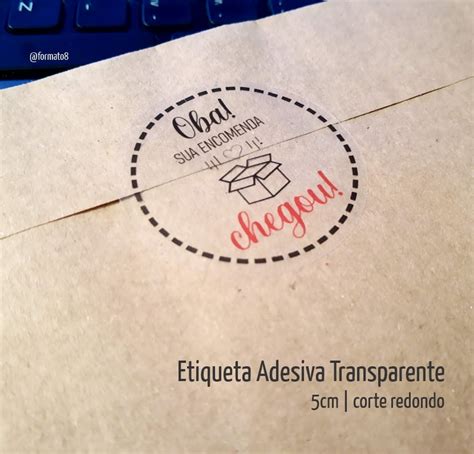 @formato8
Oba!
SUA ENCOMENDA
chegou!
Etiqueta Adesiva Transparente
5cm | corte redondo